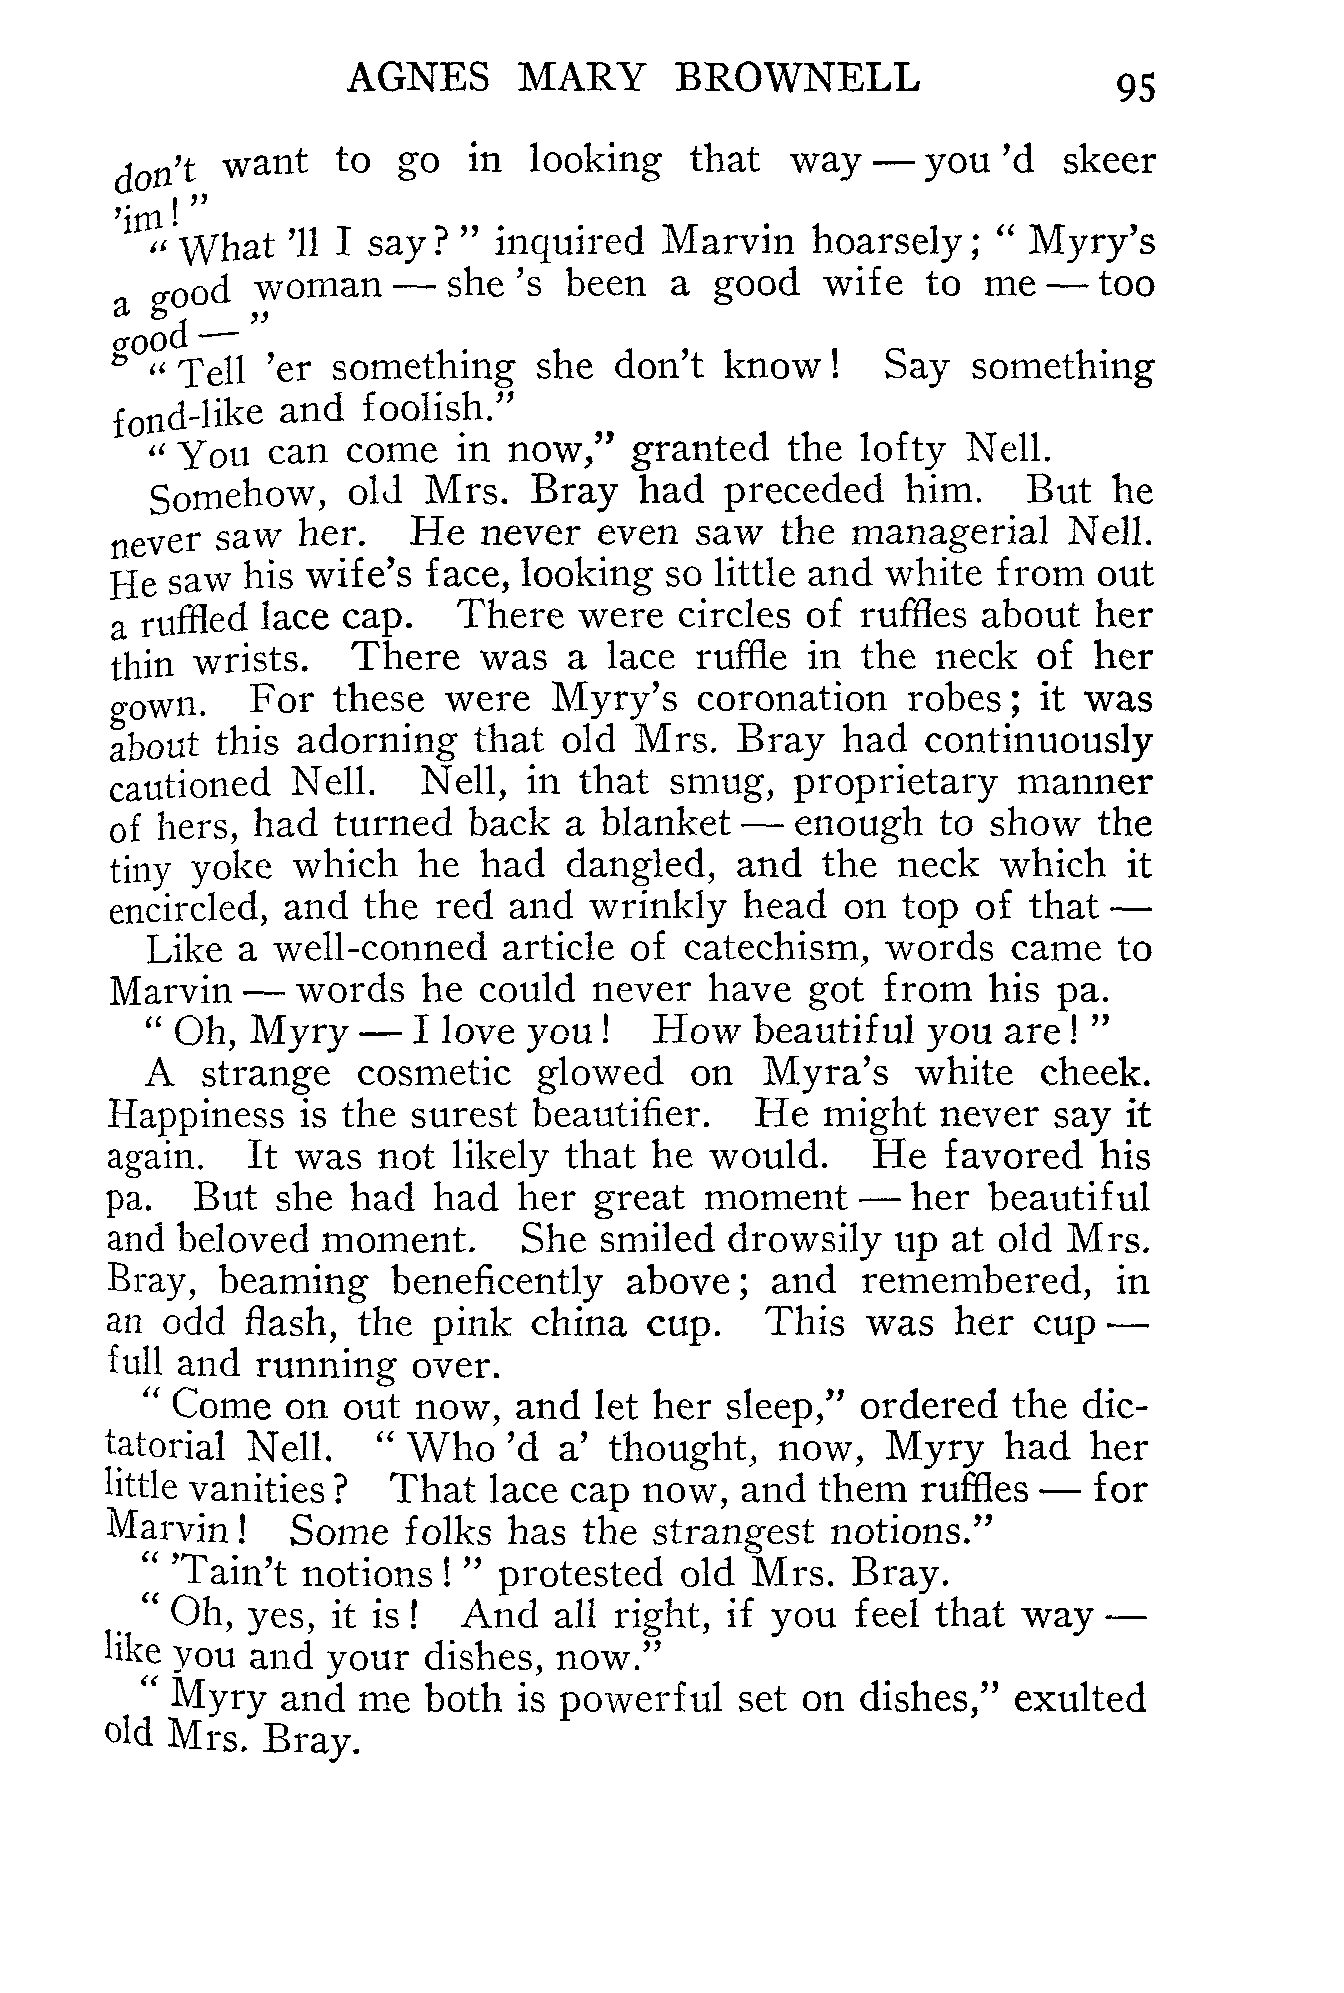 AGNES MARY BROWNELL 95
don't want to go in looking that way — you 'd skeer
'im! "
" What 'll I say? " inquired Marvin hoarsely; " Myry's
a good woman — she 's been a good wife to me — too
good — "
" Tell 'er something she don't know! Say something
fond-like and foolish."
" You can come in now," granted the lofty Nell.
Somehow, old Mrs. Bray had preceded him. But he
never saw her. He never even saw the managerial Nell.
He saw his wife's face, looking so little and white from out
a ruffled lace cap. There were circles of ruffles about her
thin wrists. There was a lace ruffle in the neck of her
gown. For these were Myry's coronation robes; it was
about this adorning that old Mrs. Bray had continuously
cautioned Nell. Nell, in that smug, proprietary manner
of hers, had turned back a blanket — enough to show the
tiny yoke which he had dangled, and the neck which it
encircled, and the red and wrinkly head on top of that —
Like a well-conned article of catechism, words came to
Marvin — words he could never have got from his pa.
" Oh, Myry — I love you! How beautiful you are! "
A strange cosmetic glowed on Myra's white cheek.
Happiness is the surest beautifier. He might never say it
again. It was not likely that he would. He favored his
pa. But she had had her great moment — her beautiful
and beloved moment. She smiled drowsily up at old Mrs.
Bray, beaming beneficently above; and remembered, in
an odd flash, the pink china cup. This was her cup —
full and running over.
" Come on out now, and let her sleep," ordered the dic-
tatorial Nell. " Who 'd a' thought, now, Myry had her
little vanities? That lace cap now, and them ruffles — for
Marvin! Some folks has the strangest notions."
" 'Tain't notions! " protested old Mrs. Bray.
" Oh, yes, it is! And all right, if you feel that way —
like you and your dishes, now."
" Myry and me both is powerful set on dishes," exulted
old Mrs. Bray.